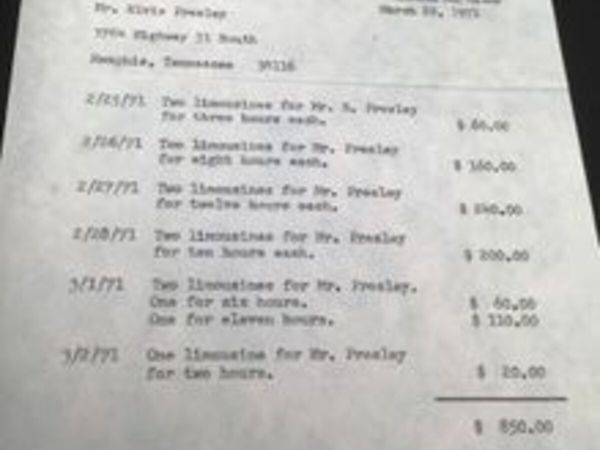 Mr. Elvis Presley
March 22, 1971
3764 Highway 51 South
Memphis, Tennessee 38116
2/25/71 Two limousines for Mr. E. Presley
for three hours each. $ 60.00
2/26/71 Two limousines for Mr. Presley
for eight hours each. $ 160.00
2/27/71 Two limousines for Mr. Presley
for twelve hours each. $ 240.00
2/28/71 Two limousines for Mr. Presley
for ten hours each. $ 200.00
3/1/71 Two limousines for Mr. Presley.
One for six hours. $ 60.00
One for eleven hours. $ 110.00
3/2/71 One limousine for Mr. Presley
for two hours. $ 20.00
$ 850.00